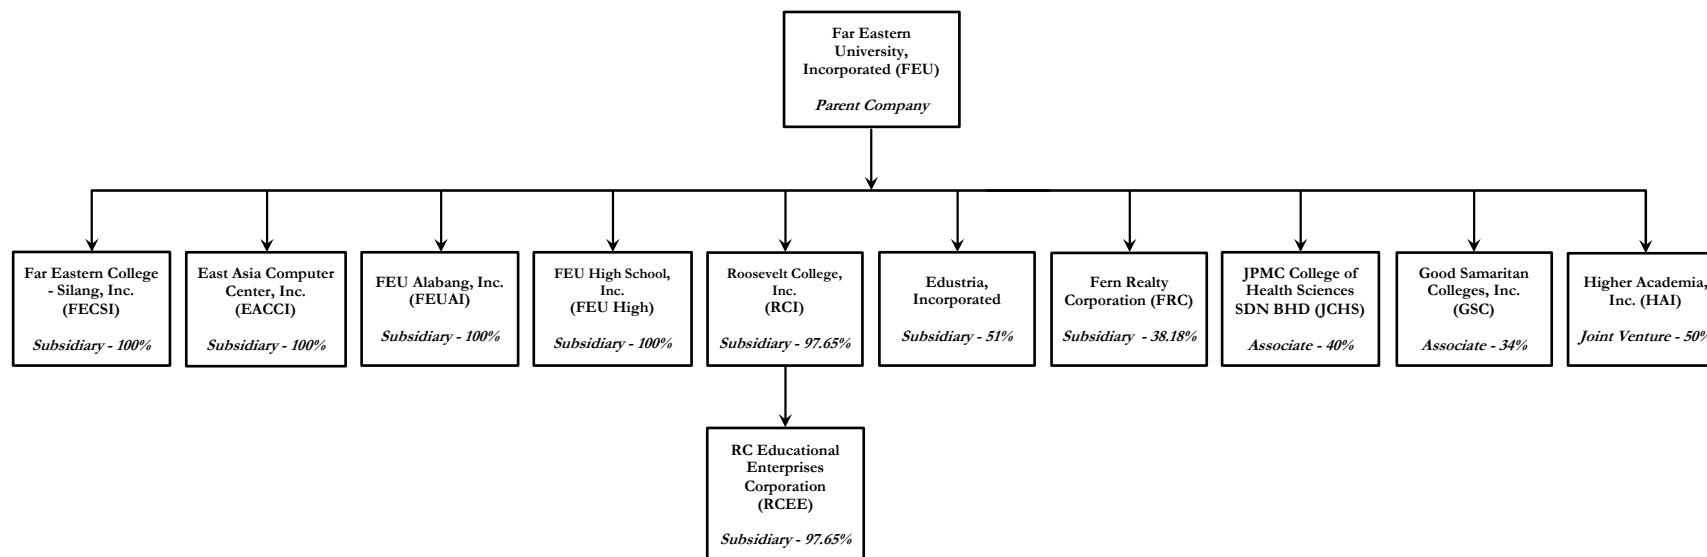 Far Eastern
University,
Incorporated (FEU)
Parent Company
Far Eastern College
- Silang, Inc.
(FECSI)
Subsidiary - 100%
East Asia Computer
Center, Inc.
(EACCI)
Subsidiary - 100%
FEU Alabang, Inc.
(FEUAI)
Subsidiary - 100%
FEU High School,
Inc.
(FEU High)
Subsidiary - 100%
Roosevelt College,
Inc.
(RCI)
Subsidiary - 97.65%
Edustria,
Incorporated
Subsidiary - 51%
Fern Realty
Corporation (FRC)
Subsidiary - 38.18%
JPMC College of
Health Sciences
SDN BHD (JCHS)
Associate - 40%
Good Samaritan
Colleges, Inc.
(GSC)
Associate - 34%
Higher Academia,
Inc. (HAI)
Joint Venture - 50%
RC Educational
Enterprises
Corporation
(RCEE)
Subsidiary - 97.65%